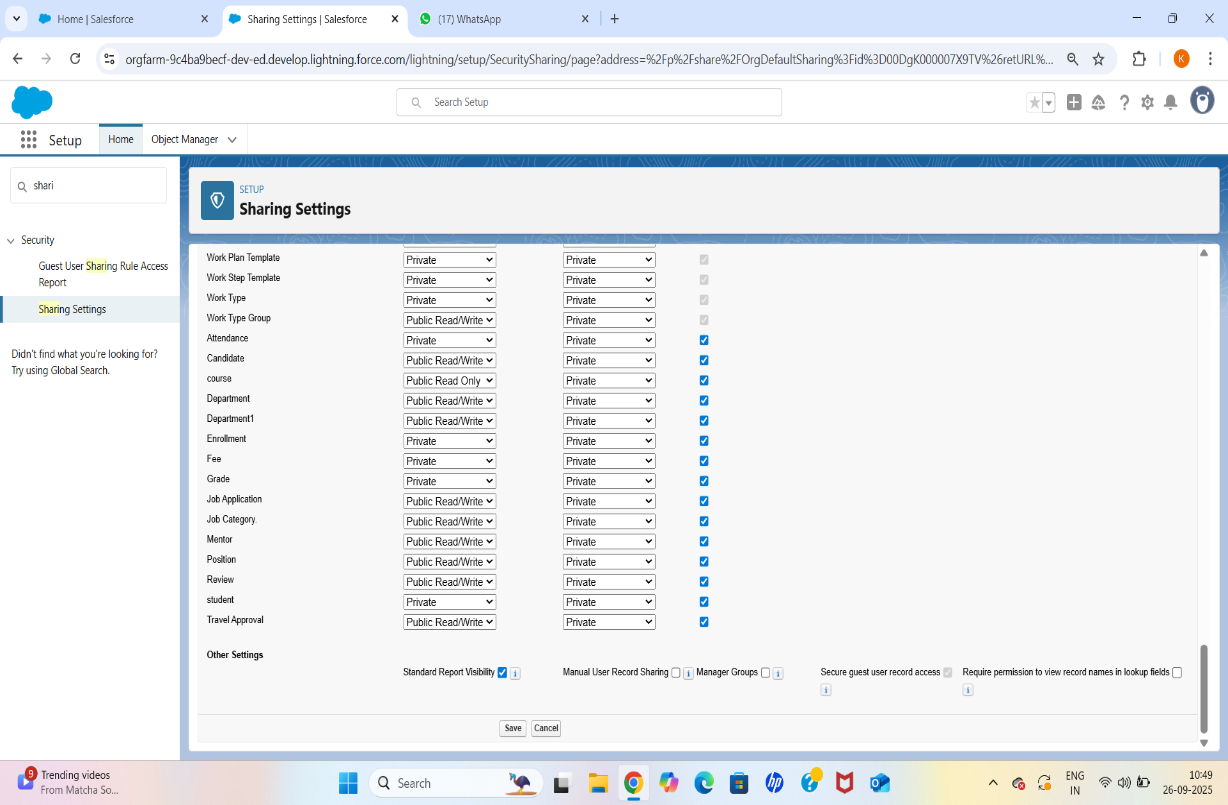 Home | Salesforce
Sharing Settings | Salesforce
(17) WhatsApp
orgfarm-9c4ba9becf-dev-ed.develop.lightning.force.com/lightning/setup/SecuritySharing/page?address=%2Fp%2Fshare%2FOrgDefaultSharing%3Fid%3D00DgK000007X9TV%26retURL%...
K
Search Setup
Setup
Home
Object Manager
shari
Security
Guest User Sharing Rule Access
Report
Sharing Settings
Didn't find what you're looking for?
Try using Global Search.
SETUP
Sharing Settings
Work Plan Template Private Private
Work Step Template Private Private
Work Type Private Private
Work Type Group Public Read/Write Private
Attendance Private Private
Candidate Public Read/Write Private
course Public Read Only Private
Department Public Read/Write Private
Department1 Public Read/Write Private
Enrollment Private Private
Fee Private Private
Grade Private Private
Job Application Public Read/Write Private
Job Category. Public Read/Write Private
Mentor Public Read/Write Private
Position Public Read/Write Private
Review Public Read/Write Private
student Private Private
Travel Approval Public Read/Write Private
Other Settings
Standard Report Visibility i Manual User Record Sharing i Manager Groups i Secure guest user record access Require permission to view record names in lookup fields
i i
Save Cancel
9
Trending videos
From Matcha So...
Search
hp
ENG
IN
10:49
26-09-2025